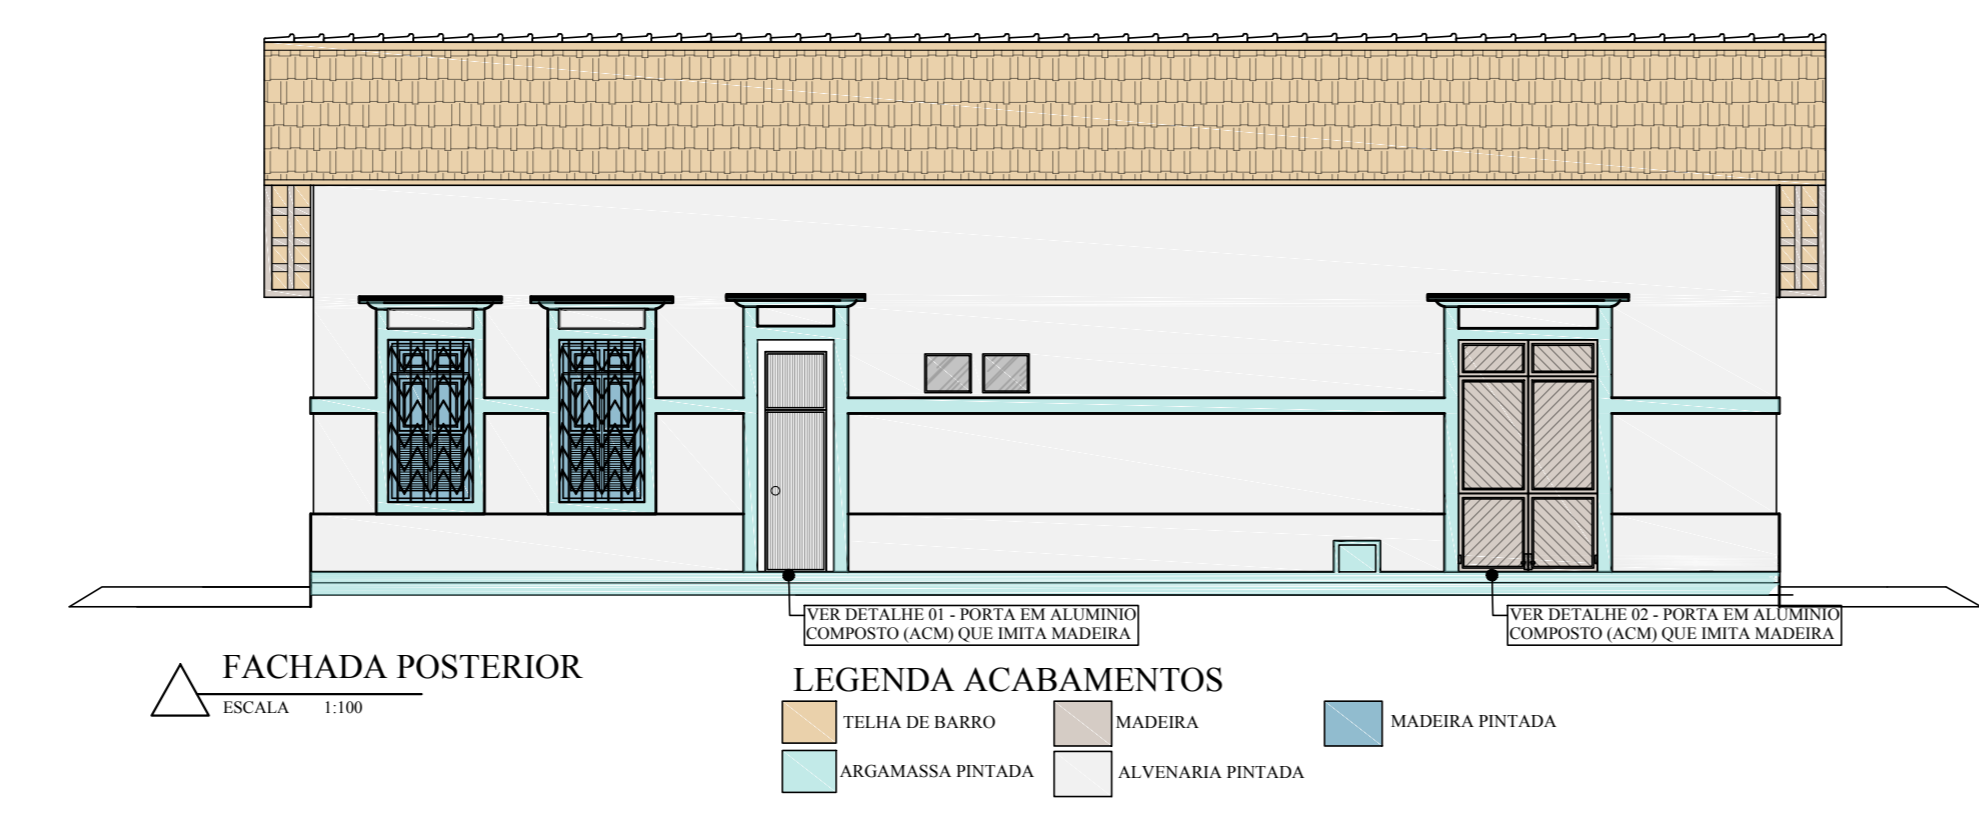 VER DETALHE 01 - PORTA EM ALUMINIO
COMPOSTO (ACM) QUE IMITA MADEIRA
VER DETALHE 02 - PORTA EM ALUMINIO
COMPOSTO (ACM) QUE IMITA MADEIRA
FACHADA POSTERIOR
ESCALA 1:100
LEGENDA ACABAMENTOS
TELHA DE BARRO
MADEIRA
MADEIRA PINTADA
ARGAMASSA PINTADA
ALVENARIA PINTADA